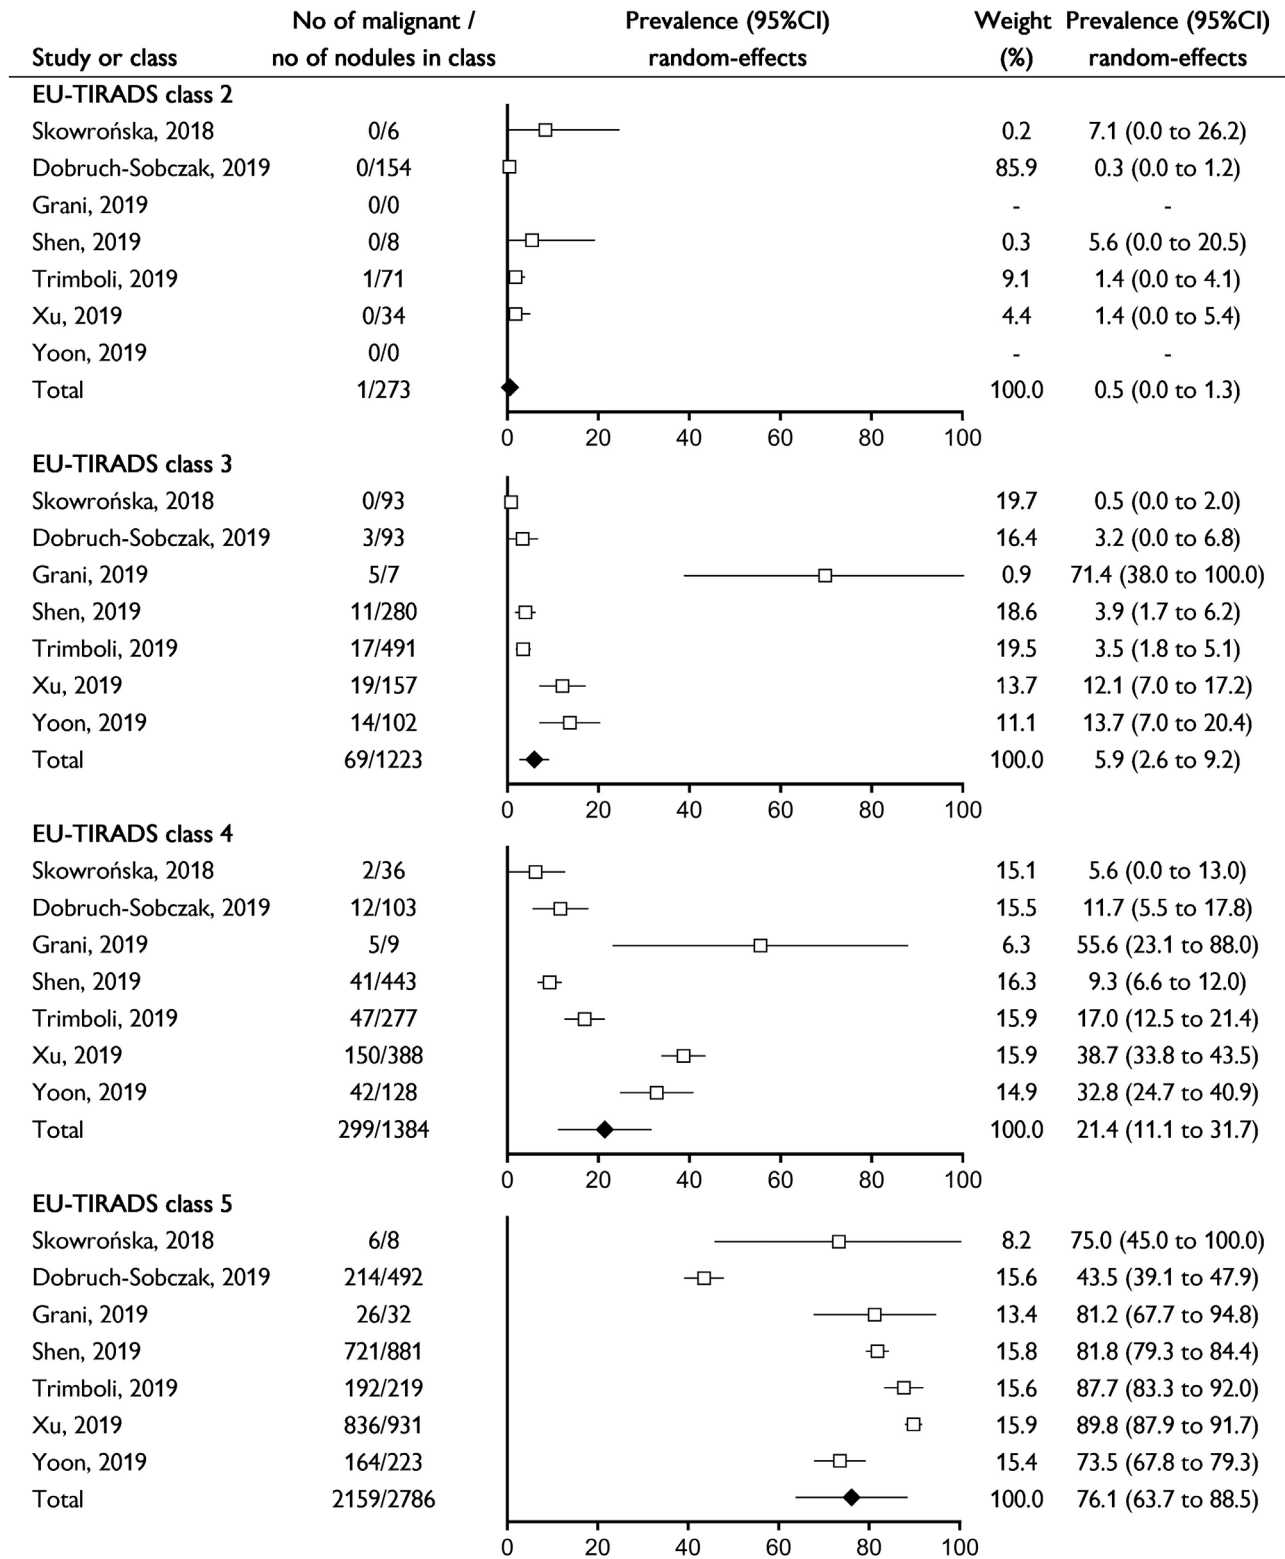 No of malignant / Prevalence (95%CI) Weight Prevalence (95%CI)
Study or class no of nodules in class random-effects (%) random-effects
EU-TIRADS class 2
Skowrońska, 2018 0/6 0.2 7.1 (0.0 to 26.2)
Dobruch-Sobczak, 2019 0/154 85.9 0.3 (0.0 to 1.2)
Grani, 2019 0/0 - -
Shen, 2019 0/8 0.3 5.6 (0.0 to 20.5)
Trimboli, 2019 1/71 9.1 1.4 (0.0 to 4.1)
Xu, 2019 0/34 4.4 1.4 (0.0 to 5.4)
Yoon, 2019 0/0 - -
Total 1/273 100.0 0.5 (0.0 to 1.3)
0 20 40 60 80 100
EU-TIRADS class 3
Skowrońska, 2018 0/93 19.7 0.5 (0.0 to 2.0)
Dobruch-Sobczak, 2019 3/93 16.4 3.2 (0.0 to 6.8)
Grani, 2019 5/7 0.9 71.4 (38.0 to 100.0)
Shen, 2019 11/280 18.6 3.9 (1.7 to 6.2)
Trimboli, 2019 17/491 19.5 3.5 (1.8 to 5.1)
Xu, 2019 19/157 13.7 12.1 (7.0 to 17.2)
Yoon, 2019 14/102 11.1 13.7 (7.0 to 20.4)
Total 69/1223 100.0 5.9 (2.6 to 9.2)
0 20 40 60 80 100
EU-TIRADS class 4
Skowrońska, 2018 2/36 15.1 5.6 (0.0 to 13.0)
Dobruch-Sobczak, 2019 12/103 15.5 11.7 (5.5 to 17.8)
Grani, 2019 5/9 6.3 55.6 (23.1 to 88.0)
Shen, 2019 41/443 16.3 9.3 (6.6 to 12.0)
Trimboli, 2019 47/277 15.9 17.0 (12.5 to 21.4)
Xu, 2019 150/388 15.9 38.7 (33.8 to 43.5)
Yoon, 2019 42/128 14.9 32.8 (24.7 to 40.9)
Total 299/1384 100.0 21.4 (11.1 to 31.7)
0 20 40 60 80 100
EU-TIRADS class 5
Skowrońska, 2018 6/8 8.2 75.0 (45.0 to 100.0)
Dobruch-Sobczak, 2019 214/492 15.6 43.5 (39.1 to 47.9)
Grani, 2019 26/32 13.4 81.2 (67.7 to 94.8)
Shen, 2019 721/881 15.8 81.8 (79.3 to 84.4)
Trimboli, 2019 192/219 15.6 87.7 (83.3 to 92.0)
Xu, 2019 836/931 15.9 89.8 (87.9 to 91.7)
Yoon, 2019 164/223 15.4 73.5 (67.8 to 79.3)
Total 2159/2786 100.0 76.1 (63.7 to 88.5)
0 20 40 60 80 100